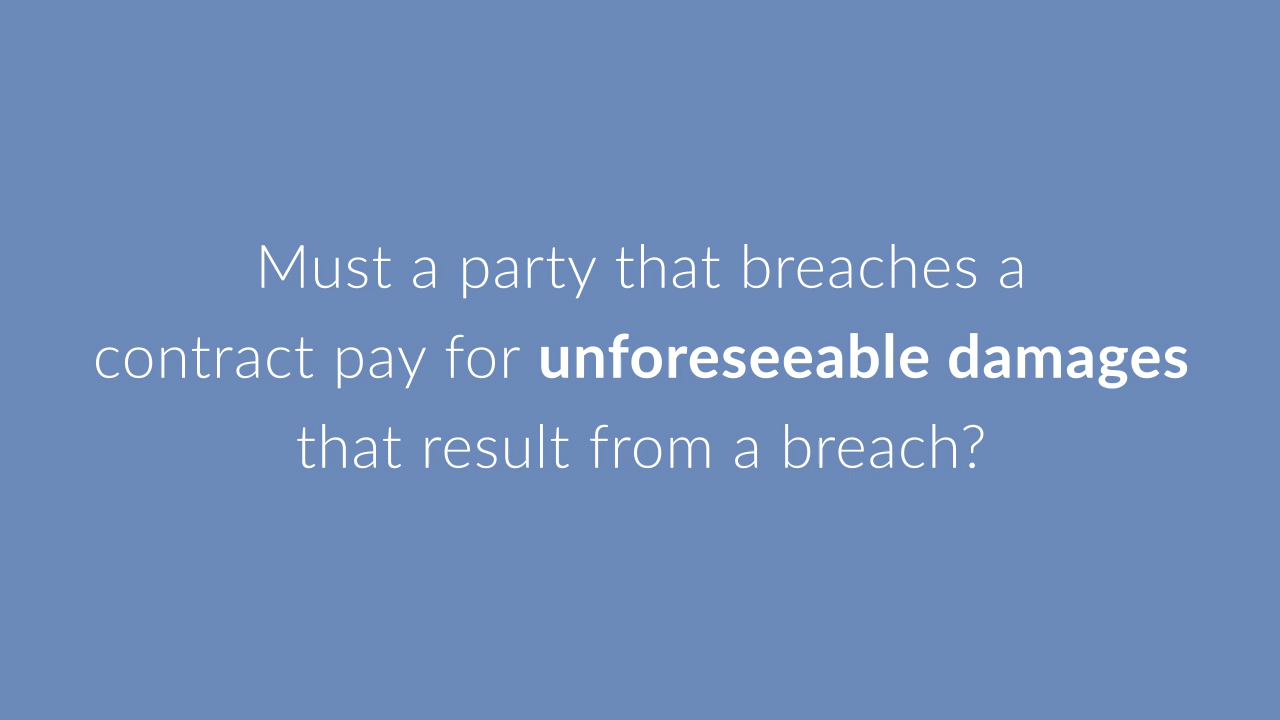 Must a party that breaches a
contract pay for unforeseeable damages
that result from a breach?